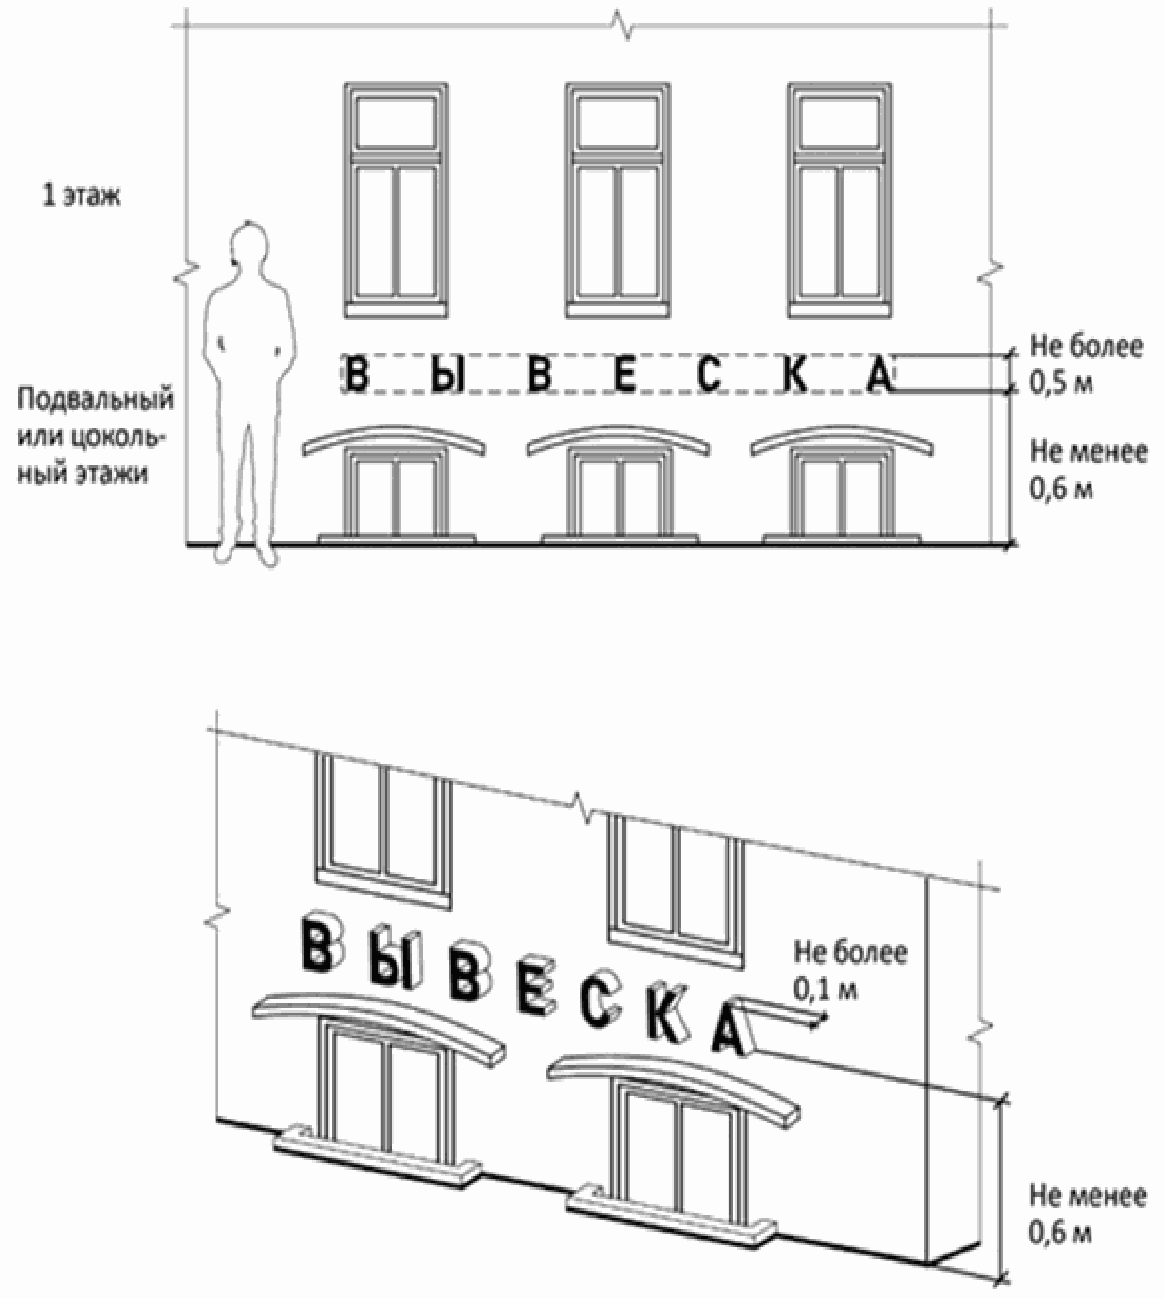 1 этаж
Не более
0,5 м
Подвальный
или цоколь-
ный этажи
В Ы В Е С К А
Не менее
0,6 м
В Ы В Е С К А
Не более
0,1 м
Не менее
0,6 м